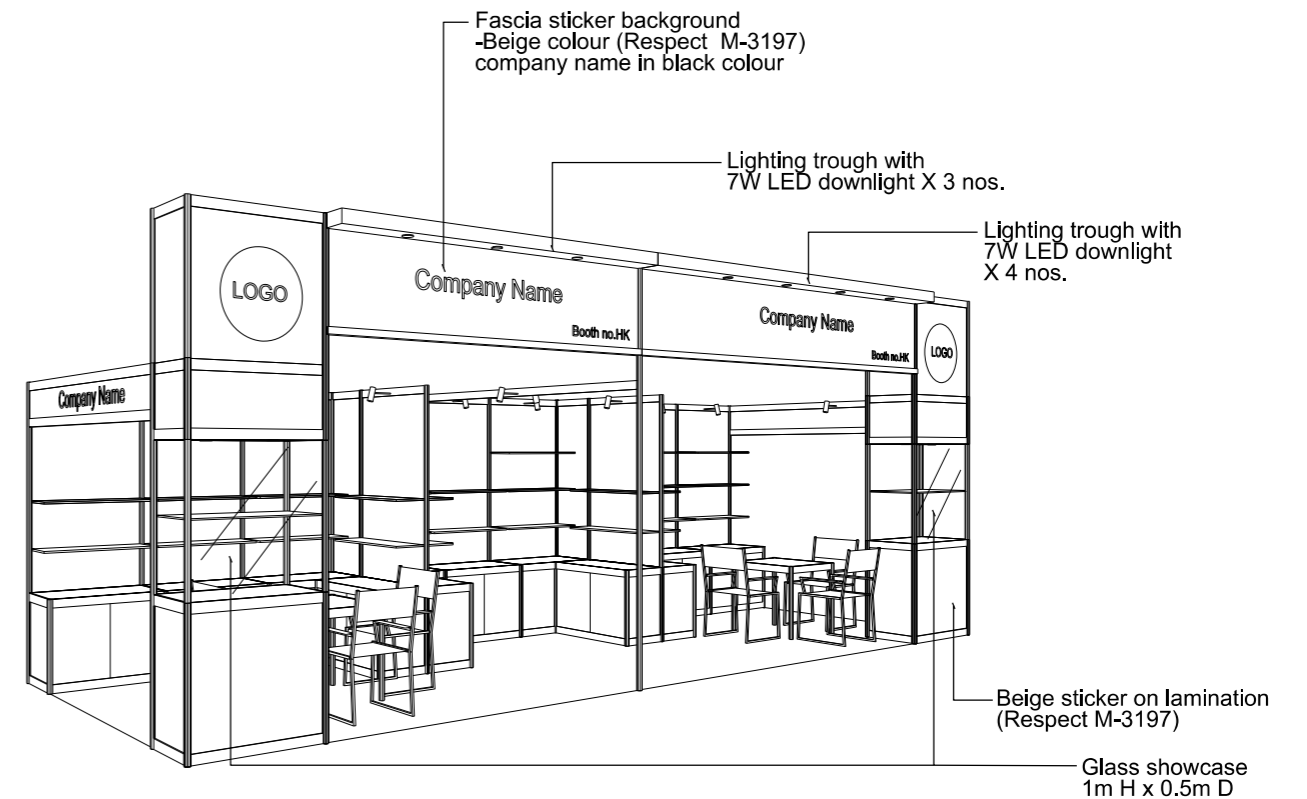 Fascia sticker background
-Beige colour (Respect M-3197)
company name in black colour
Lighting trough with
7W LED downlight X 3 nos.
Lighting trough with
7W LED downlight
X 4 nos.
LOGO
Company Name
Booth no.HK
Company Name
Booth no.HK
LOGO
Company Name
Beige sticker on lamination
(Respect M-3197)
Glass showcase
1m H x 0.5m D